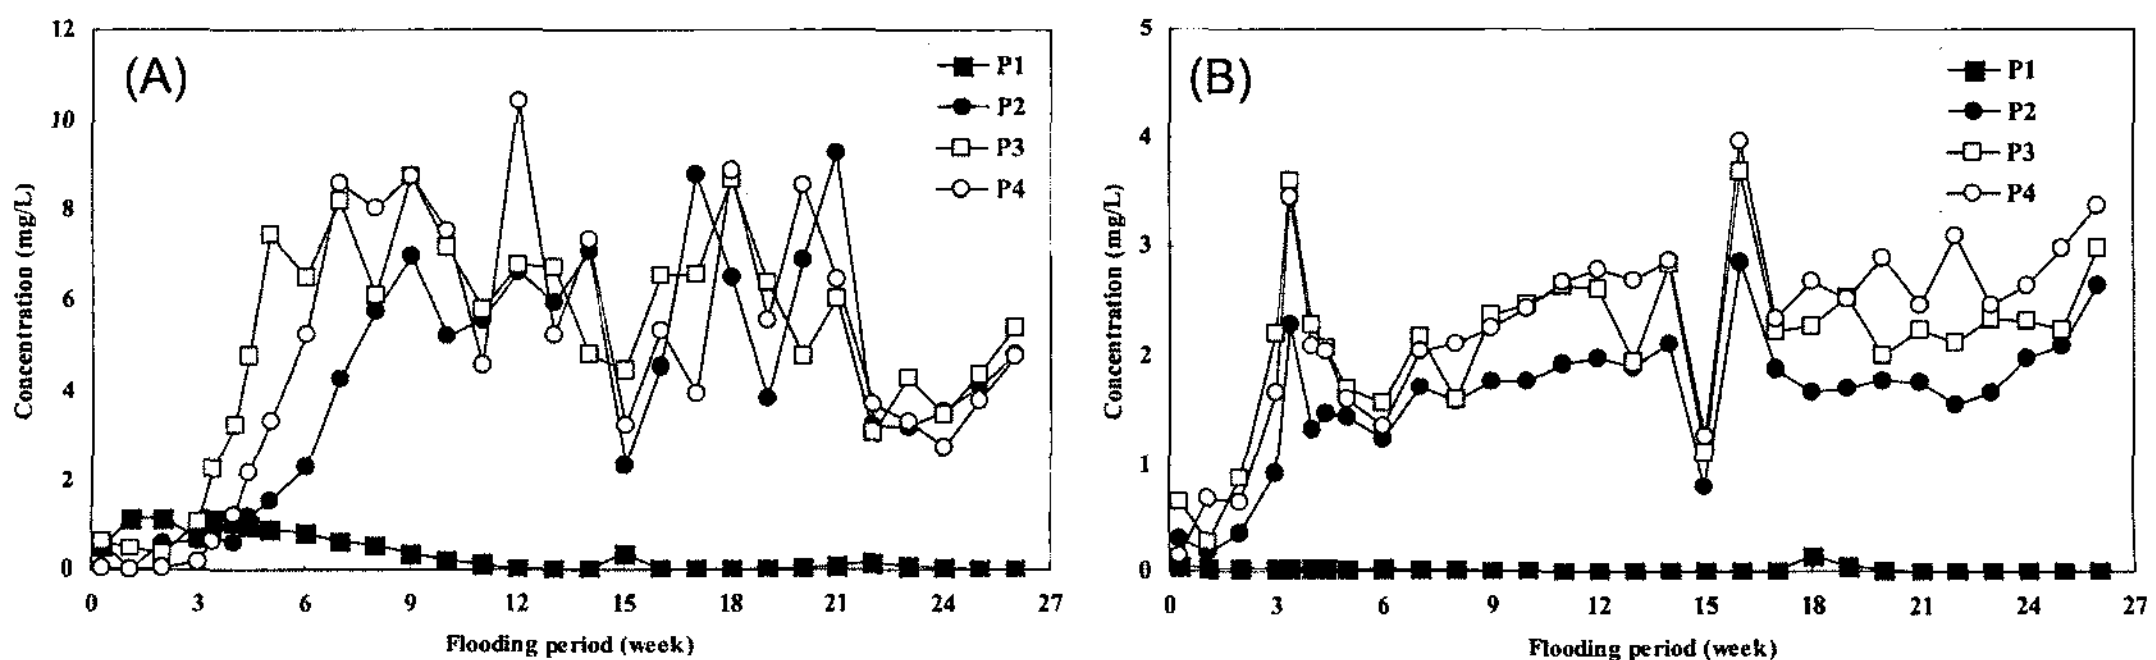 (A)
Concentration (mg/L)
12
10
8
6
4
2
0
0 3 6 9 12 15 18 21 24 27
Flooding period (week)
P1
P2
P3
P4
(B)
Concentration (mg/L)
5
4
3
2
1
0
0 3 6 9 12 15 18 21 24 27
Flooding period (week)
P1
P2
P3
P4